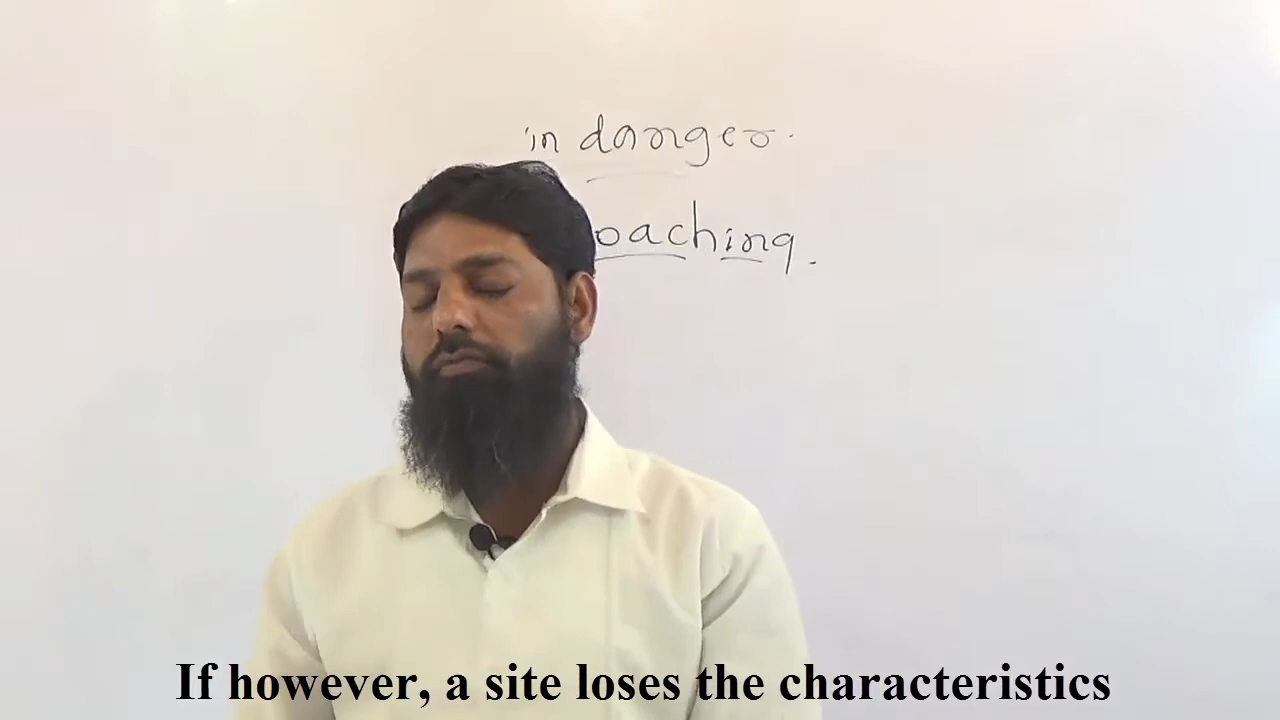 in danger.
oaching.
If however, a site loses the characteristics